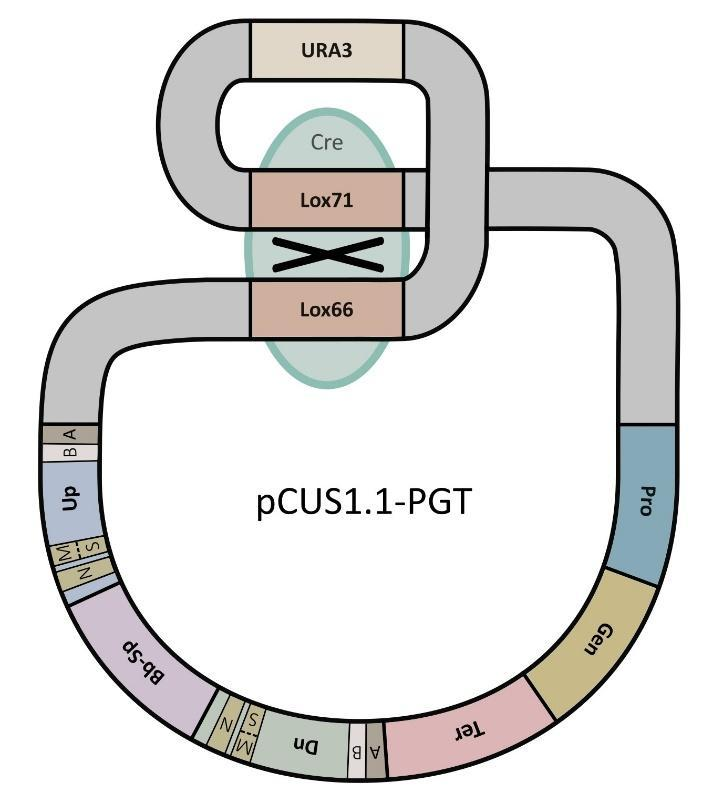 URA3
Cre
Lox71
Lox66
A
B
Up
M
S
N
pCUS1.1-PGT
Pro
Gen
Ter
A
B
Dn
S
M
N
Bb-Sp